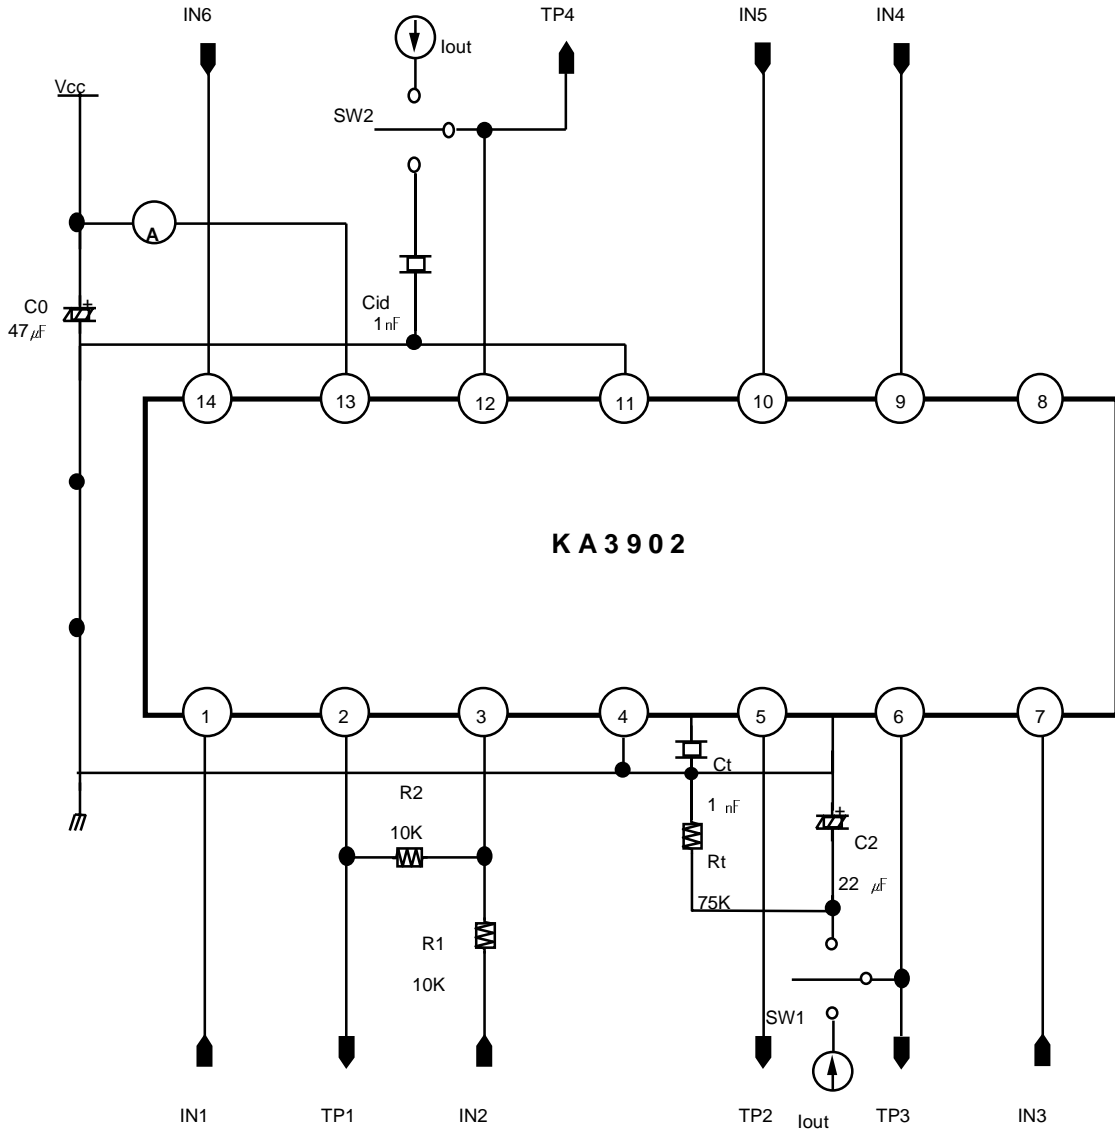 IN6
TP4
IN5
IN4
Iout
Vcc
SW2
A
C0
+
47㎌
Cid
1㎋
14
13
12
11
10
9
8
KA3902
1
2
3
4
5
6
7
Ct
R2
1 ㎋
10K
+
C2
Rt
22 ㎌
75K
R1
10K
SW1
IN1
TP1
IN2
TP2
Iout
TP3
IN3